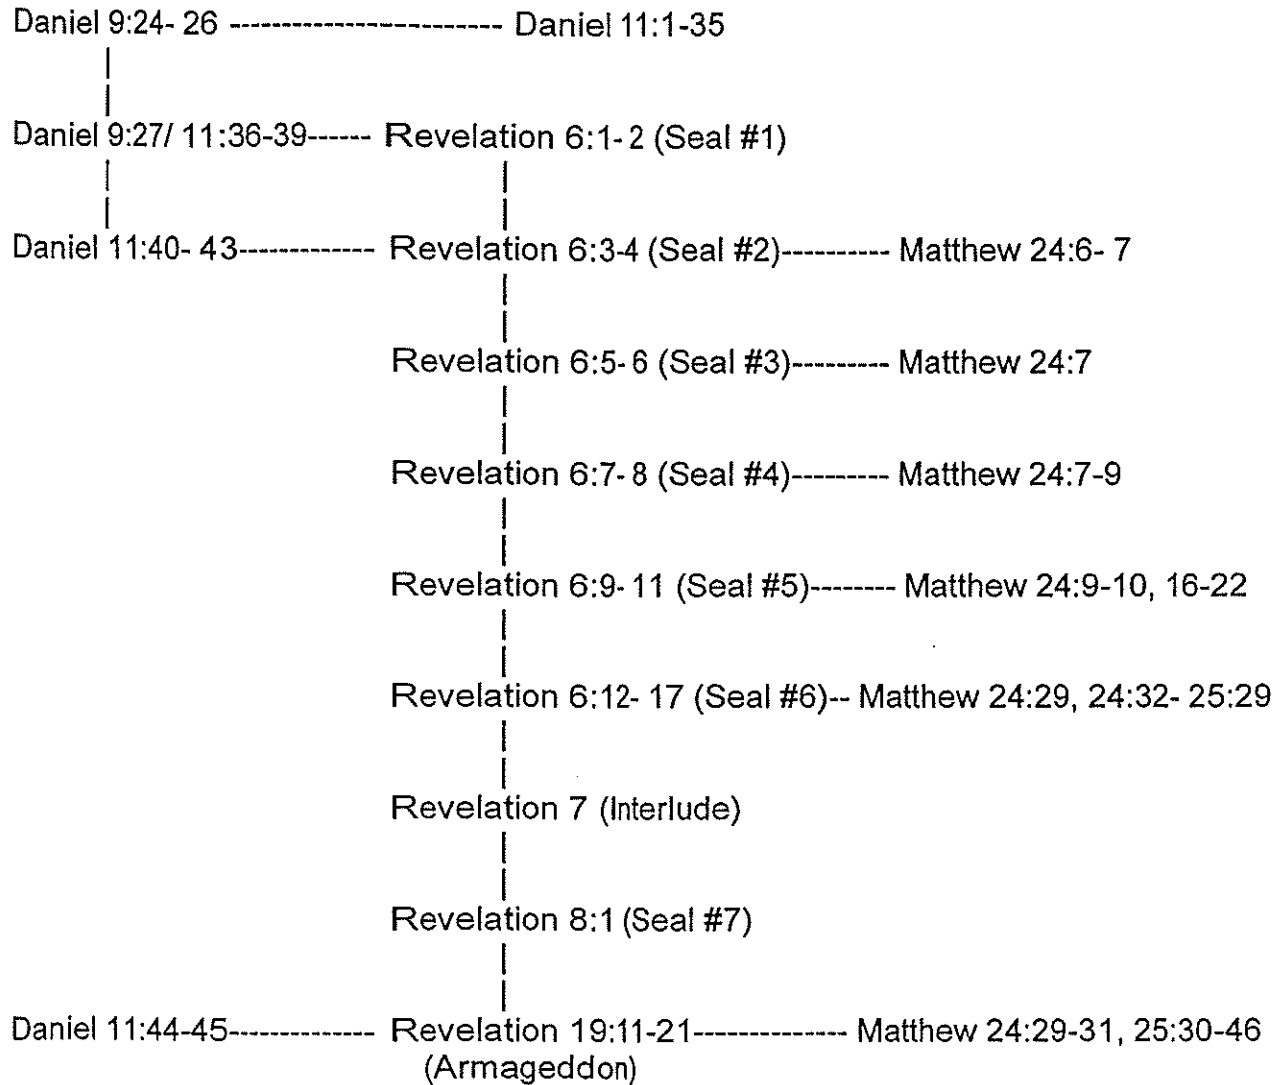 Daniel 9:24- 26 ---------------------- Daniel 11:1-35
Daniel 9:27/ 11:36-39------ Revelation 6:1- 2 (Seal #1)
Daniel 11:40- 43------------ Revelation 6:3-4 (Seal #2)---------- Matthew 24:6- 7
Revelation 6:5- 6 (Seal #3)--------- Matthew 24:7
Revelation 6:7- 8 (Seal #4)--------- Matthew 24:7-9
Revelation 6:9- 11 (Seal #5)-------- Matthew 24:9-10, 16-22
Revelation 6:12- 17 (Seal #6)-- Matthew 24:29, 24:32- 25:29
Revelation 7 (Interlude)
Revelation 8:1 (Seal #7)
Daniel 11:44-45------------- Revelation 19:11-21-------------- Matthew 24:29-31, 25:30-46
(Armageddon)